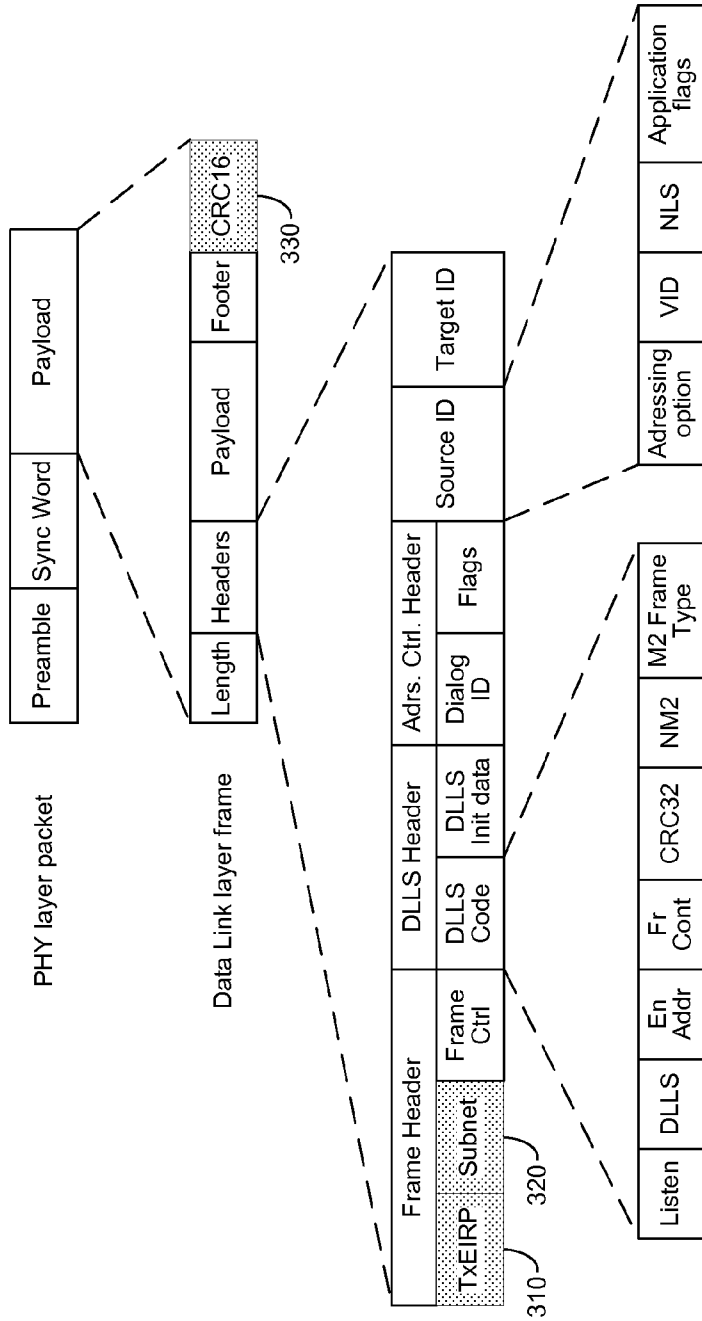 PHY layer packet
Preamble
Sync Word
Payload
Data Link layer frame
Length
Headers
Payload
Footer
CRC16
330
Frame Header
DLLS Header
Adrs. Ctrl. Header
Source ID
Target ID
TxEIRP
Subnet
Frame
Ctrl
DLLS
Code
DLLS
Init data
Dialog
ID
Flags
310
320
Listen
DLLS
En
Addr
Fr
Cont
CRC32
NM2
M2 Frame
Type
Adressing
option
VID
NLS
Application
flags